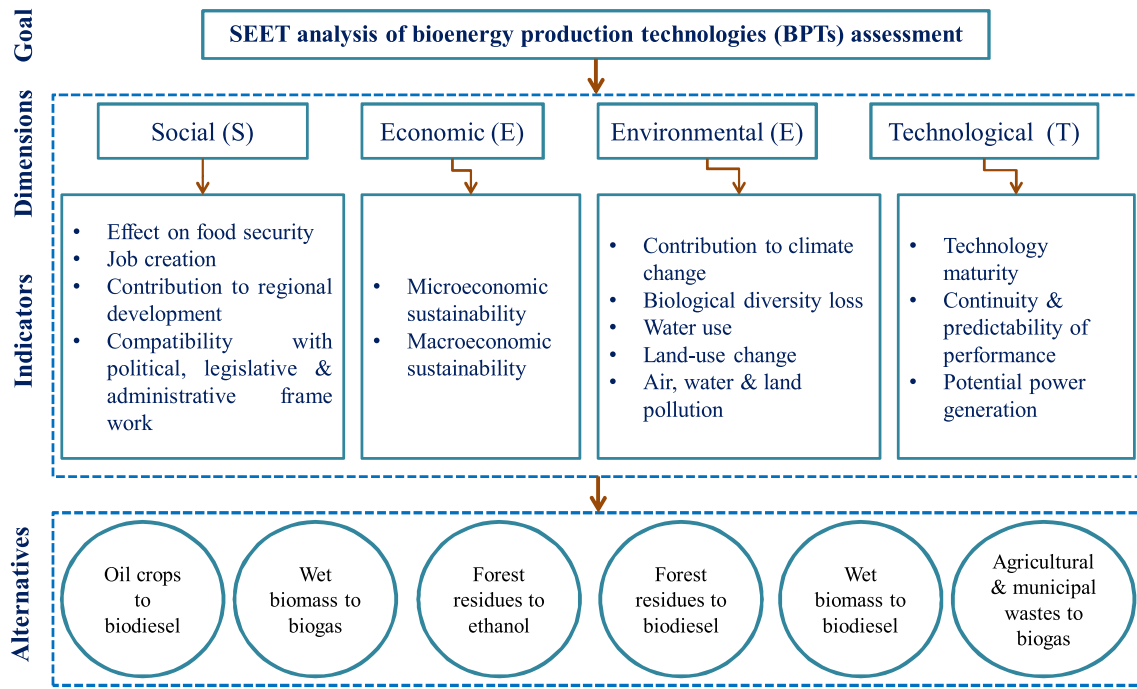 Goal
SEET analysis of bioenergy production technologies (BPTs) assessment
Dimensions
Social (S)
Economic (E)
Environmental (E)
Technological (T)
Indicators
• Effect on food security
• Job creation
• Contribution to regional
development
• Compatibility with
political, legislative &
administrative frame
work
• Microeconomic
sustainability
• Macroeconomic
sustainability
• Contribution to climate
change
• Biological diversity loss
• Water use
• Land-use change
• Air, water & land
pollution
• Technology
maturity
• Continuity &
predictability of
performance
• Potential power
generation
Alternatives
Oil crops
to
biodiesel
Wet
biomass to
biogas
Forest
residues to
ethanol
Forest
residues to
biodiesel
Wet
biomass to
biodiesel
Agricultural
& municipal
wastes to
biogas